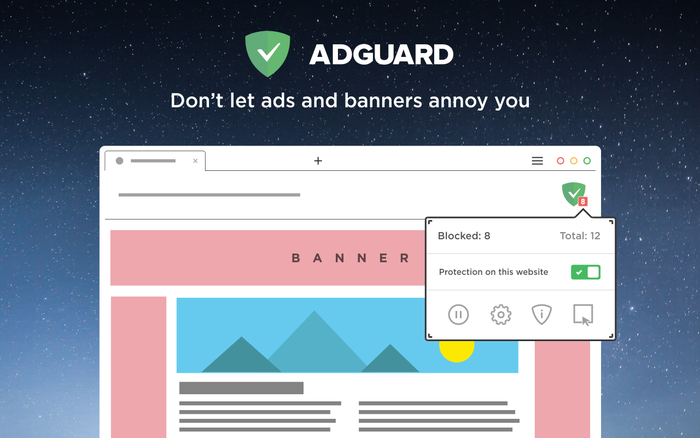 ADGUARD
Don't let ads and banners annoy you
8
Blocked: 8 Total: 12
BANNER
Protection on this website